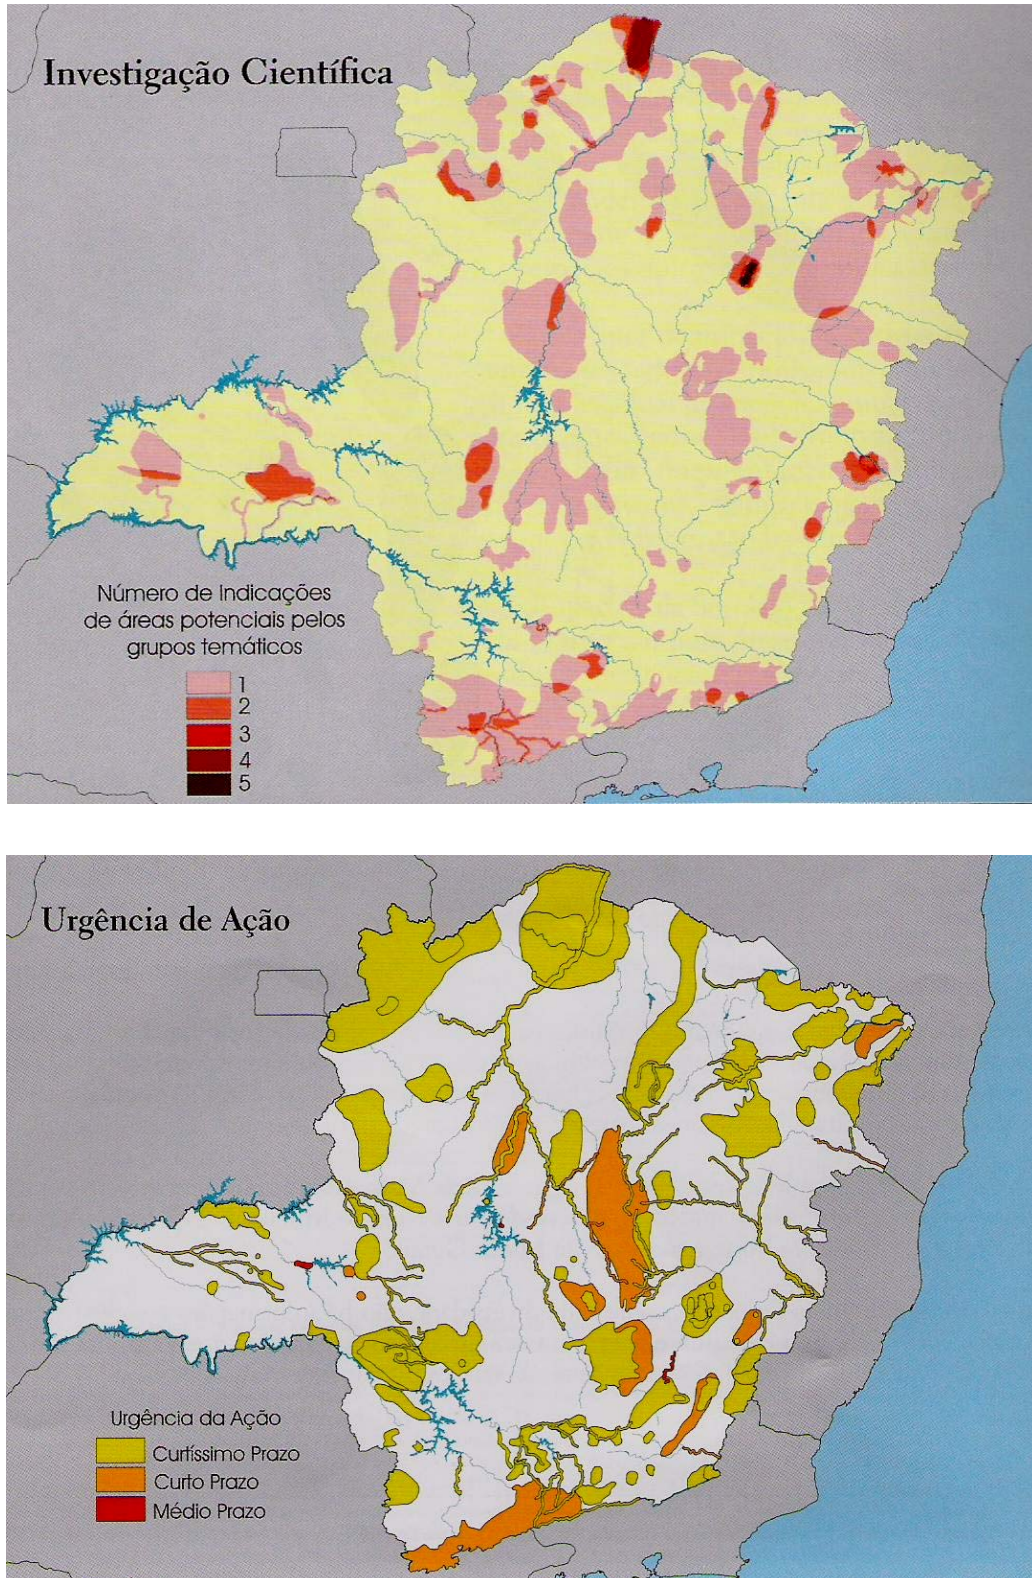 Investigação Científica
Número de Indicações
de áreas potenciais pelos
grupos temáticos
1
2
3
4
5
Urgência de Ação
Urgência da Ação
Curtíssimo Prazo
Curto Prazo
Médio Prazo